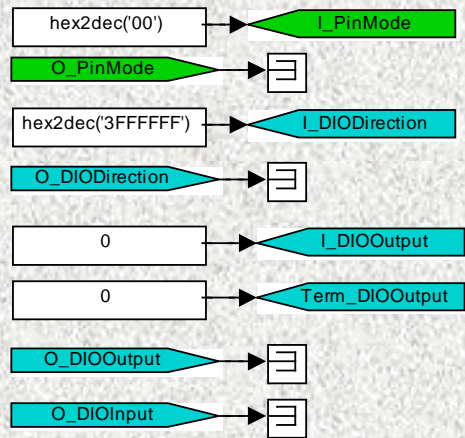 hex2dec('00') I_PinMode
O_PinMode
hex2dec('3FFFFFF') I_DIODirection
O_DIODirection
0 I_DIOOutput
0 Term_DIOOutput
O_DIOOutput
O_DIOInput